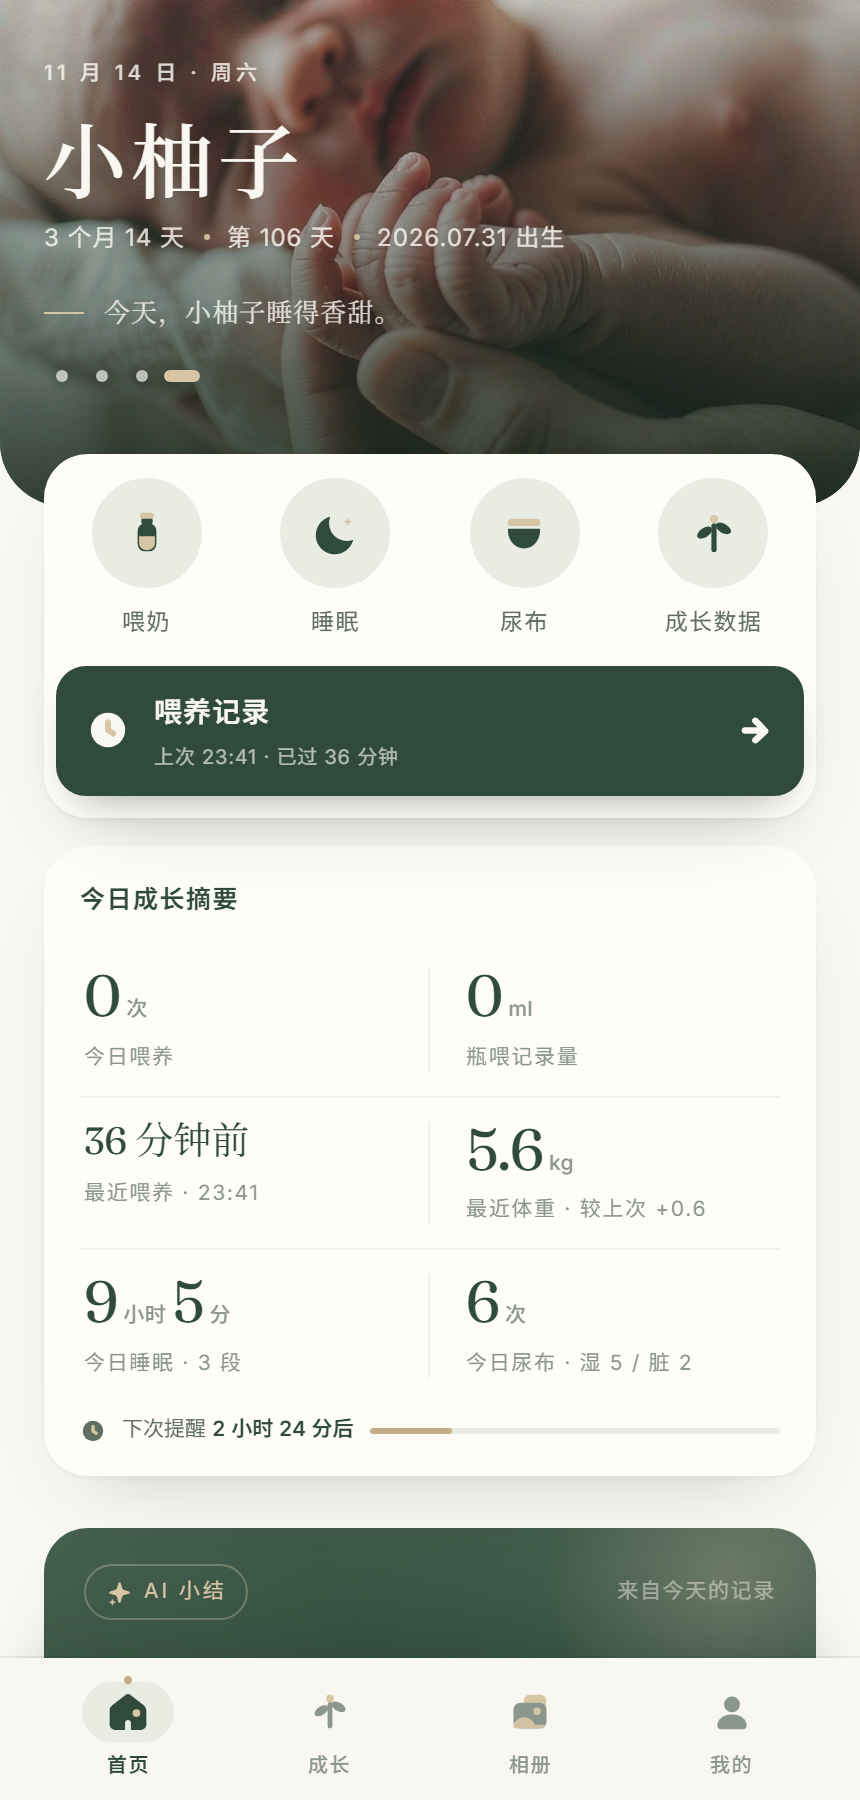 11 月 14 日 · 周六
小柚子
3 个月 14 天 • 第 106 天 • 2026.07.31 出生
今天，小柚子睡得香甜。
喂奶 睡眠 尿布 成长数据
喂养记录
上次 23:41 · 已过 36 分钟
今日成长摘要
0 次 0 ml
今日喂养 瓶喂记录量
36 分钟前 5.6 kg
最近喂养 · 23:41 最近体重 · 较上次 +0.6
9 小时 5 分 6 次
今日睡眠 · 3 段 今日尿布 · 湿 5 / 脏 2
下次提醒 2 小时 24 分后
AI 小结 来自今天的记录
首页 成长 相册 我的